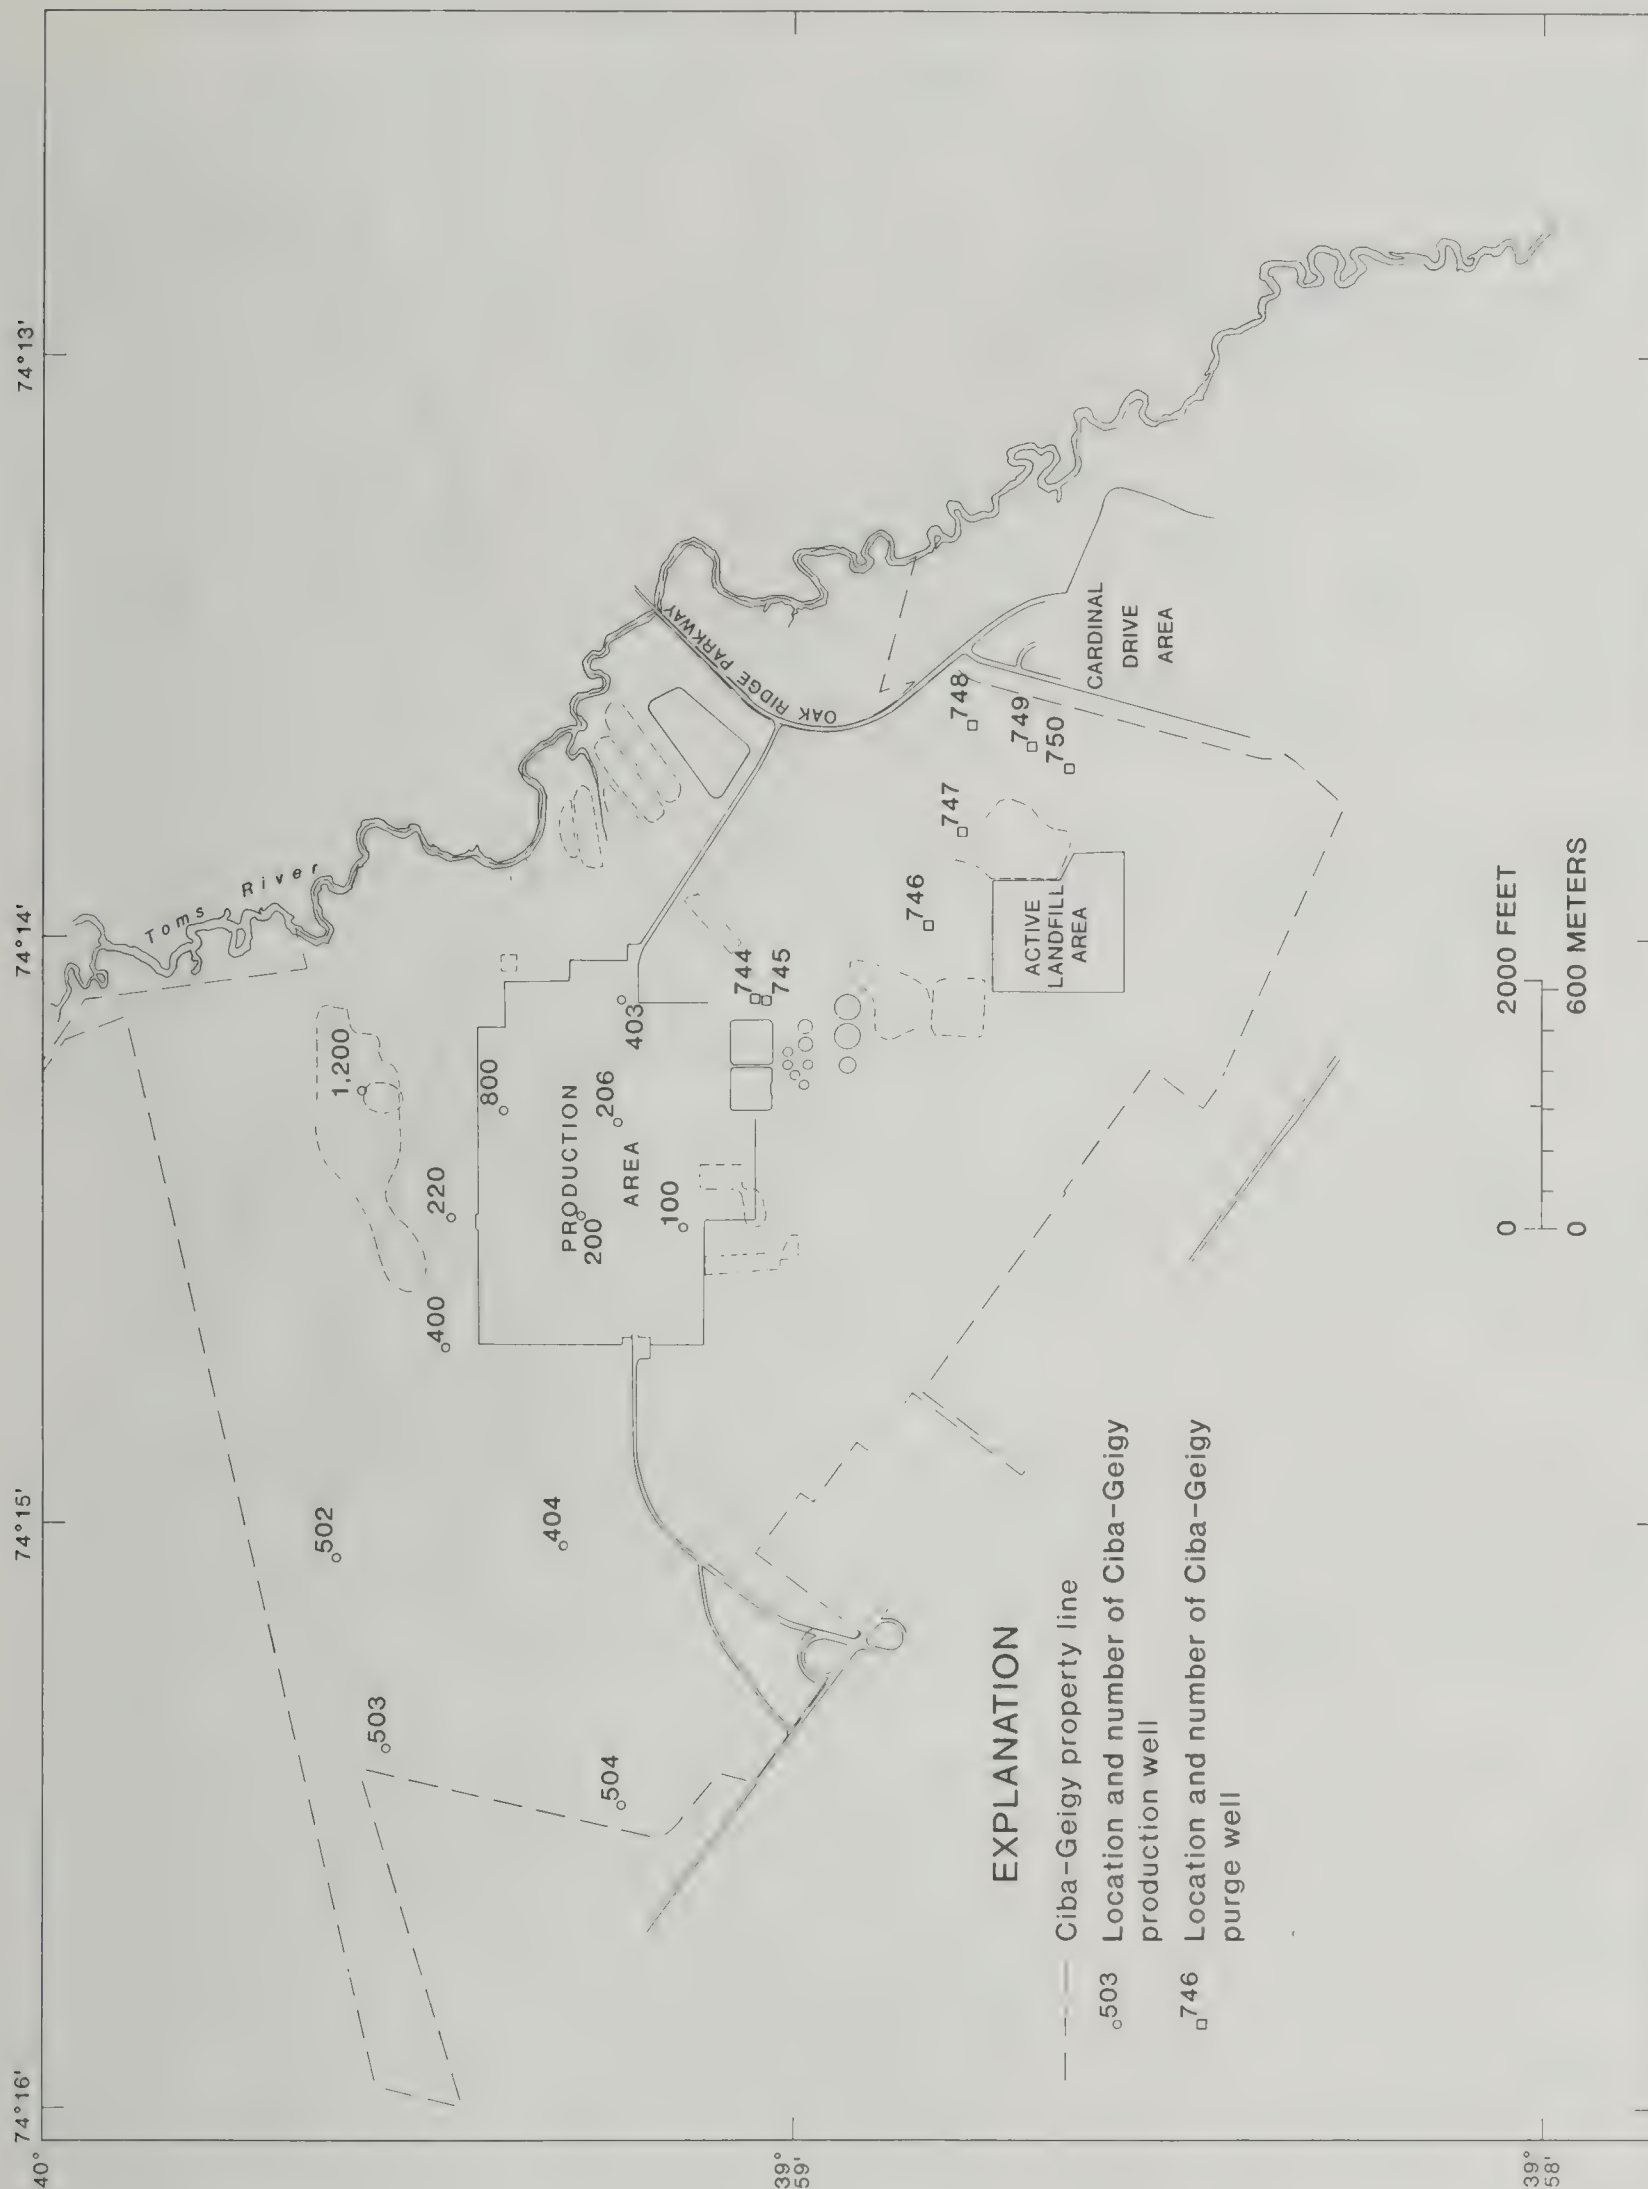 74°16'
74°15'
74°14'
74°13'
40°
39°
59'
39°
58'
Toms River
502
503
504
404
400
220
1,200
800
PRODUCTION
AREA
200
206
100
403
744
745
746
747
748
749
750
OAK RIDGE PARKWAY
ACTIVE
LANDFILL
AREA
CARDINAL
DRIVE
AREA
EXPLANATION
Ciba-Geigy property line
503 Location and number of Ciba-Geigy
production well
746 Location and number of Ciba-Geigy
purge well
0 2000 FEET
0 600 METERS